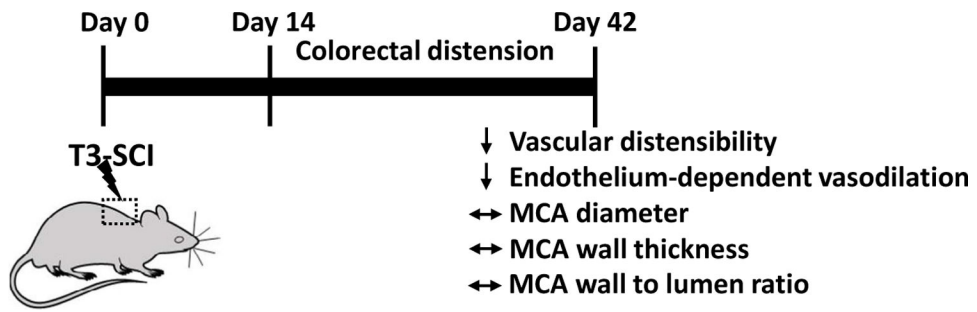 Day 0 Day 14 Day 42
Colorectal distension
T3-SCI
↓ Vascular distensibility
↓ Endothelium-dependent vasodilation
↔ MCA diameter
↔ MCA wall thickness
↔ MCA wall to lumen ratio